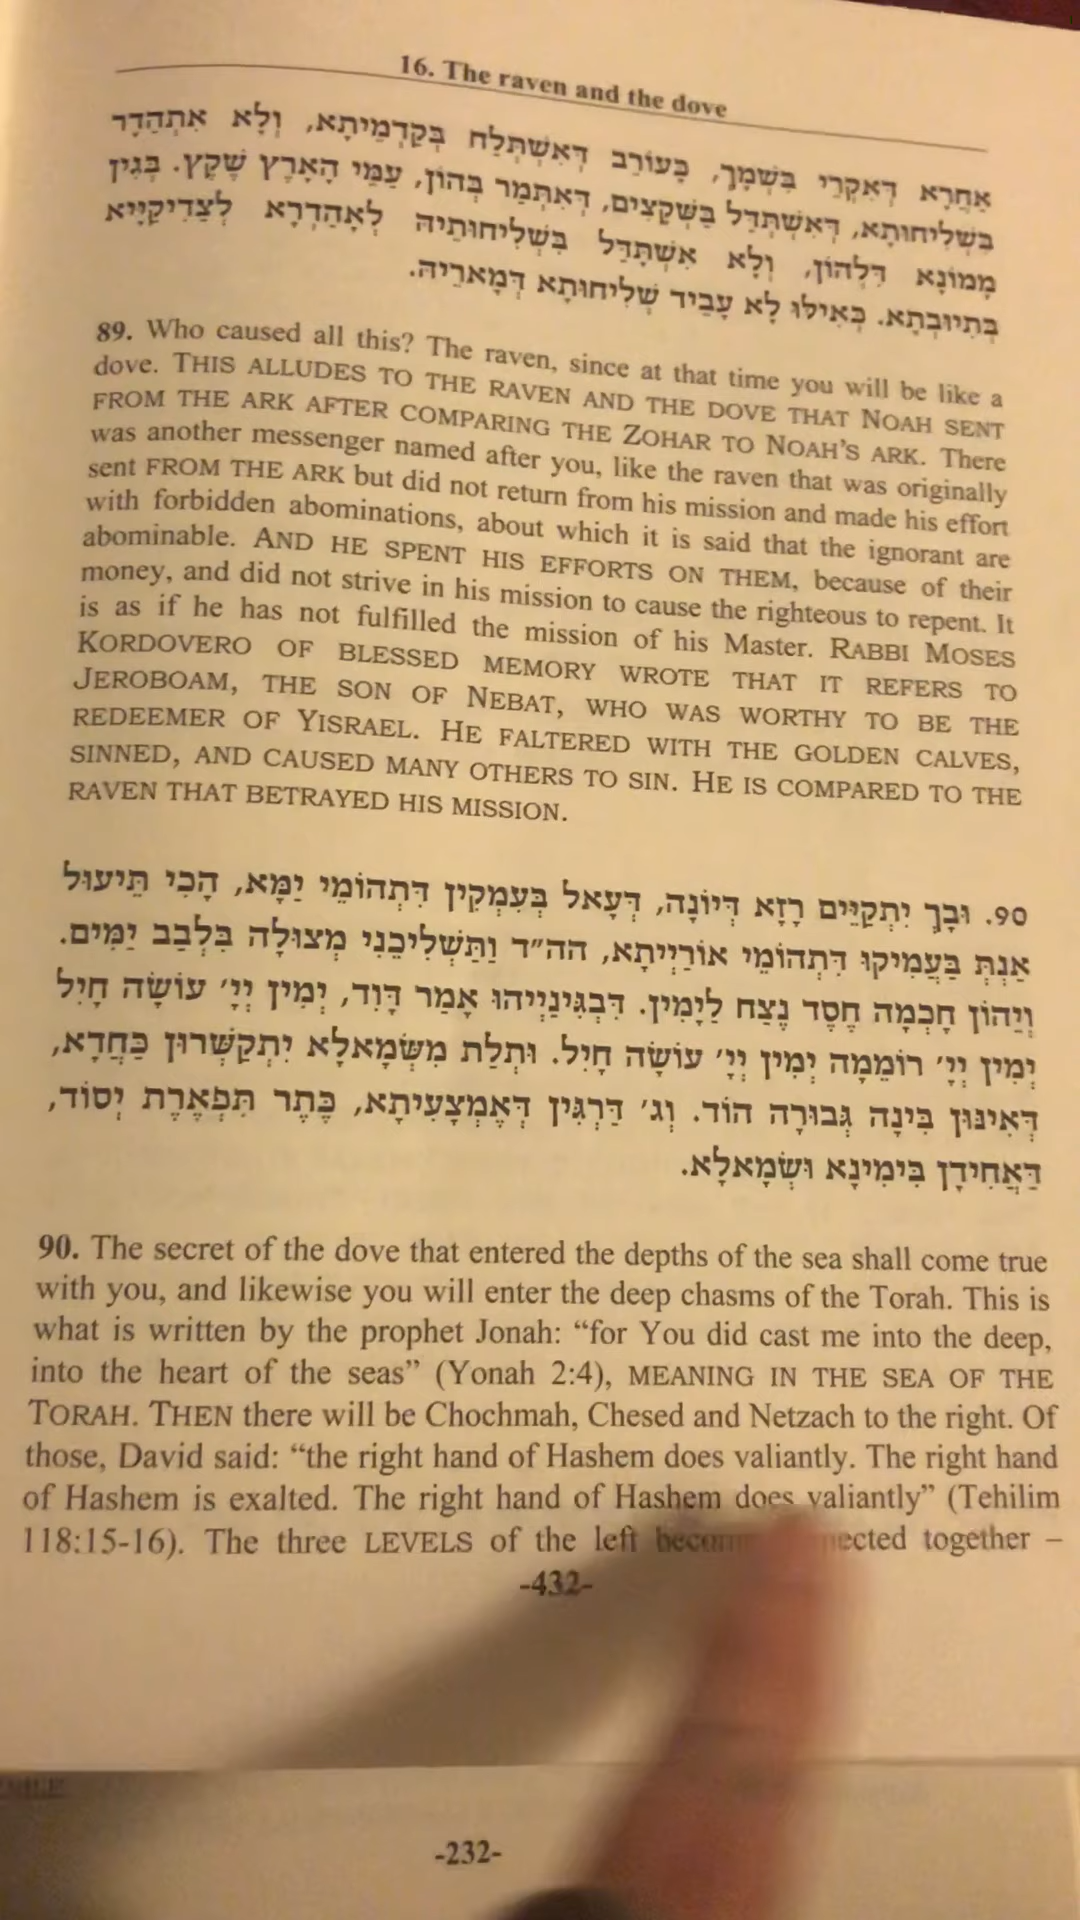 16. The raven and the dove
אַחֲרָא דְּאִקְרֵי בִּשְׁמָךְ, כָּעוֹרֵב דְּאִשְׁתְּלַח בְּקַדְמֵיתָא, וְלָא אִתְהַדָּר
בִּשְׁלִיחוּתָא, דְּאִשְׁתְּדַּל בַּשְּׁקָצִים, דְּאִתְּמַר בְּהוֹן, עַמֵּי הָאָרֶץ שֶׁקֶץ. בְּגִין
מָמוֹנָא דִּלְהוֹן, וְלָא אִשְׁתָּדַּל בִּשְׁלִיחוּתֵיהּ לְאָהַדְרָא לְצַדִיקַיָּיא
בְּתִיוּבְתָּא. כְּאִילּוּ לָא עָבִיד שְׁלִיחוּתָא דְּמָארֵיהּ.
89. Who caused all this? The raven, since at that time you will be like a
dove. THIS ALLUDES TO THE RAVEN AND THE DOVE THAT NOAH SENT
FROM THE ARK AFTER COMPARING THE ZOHAR TO NOAH'S ARK. There
was another messenger named after you, like the raven that was originally
sent FROM THE ARK but did not return from his mission and made his effort
with forbidden abominations, about which it is said that the ignorant are
abominable. AND HE SPENT HIS EFFORTS ON THEM, because of their
money, and did not strive in his mission to cause the righteous to repent. It
is as if he has not fulfilled the mission of his Master. RABBI MOSES
KORDOVERO OF BLESSED MEMORY WROTE THAT IT REFERS TO
JEROBOAM, THE SON OF NEBAT, WHO WAS WORTHY TO BE THE
REDEEMER OF YISRAEL. HE FALTERED WITH THE GOLDEN CALVES,
SINNED, AND CAUSED MANY OTHERS TO SIN. HE IS COMPARED TO THE
RAVEN THAT BETRAYED HIS MISSION.
90. וּבָךְ יִתְקַיֵּים רָזָא דְּיוֹנָה, דְּעָאל בְּעִמְקִין דִּתְהוֹמֵי יַמָּא, הָכִי תֵּיעוּל
אַנְתְּ בַּעֲמִיקוּ דִּתְהוֹמֵי אוֹרַיְיתָא, הה״ד וַתַּשְׁלִיכֵנִי מְצוּלָה בִּלְבַב יַמִּים.
וִיהוֹן חָכְמָה חֶסֶד נֶצַח לַיָמִין. דִּבְגִּינַיְיהוּ אָמַר דָּוִד, יְמִין יְיָ׳ עוֹשָׂה חָיִל
יְמִין יְיָ׳ רוֹמֵמָה יְמִין יְיָ׳ עוֹשָׂה חָיִל. וּתְלַת מִשְּׂמָאלָא יִתְקַשְּׁרוּן כַּחֲדָא,
דְּאִינּוּן בִּינָה גְּבוּרָה הוֹד. וְג׳ דַּרְגִּין דְּאֶמְצָעִיתָא, כֶּתֶר תִּפְאֶרֶת יְסוֹד,
דַּאֲחִידָן בִּימִינָא וּשְׂמָאלָא.
90. The secret of the dove that entered the depths of the sea shall come true
with you, and likewise you will enter the deep chasms of the Torah. This is
what is written by the prophet Jonah: “for You did cast me into the deep,
into the heart of the seas” (Yonah 2:4), MEANING IN THE SEA OF THE
TORAH. THEN there will be Chochmah, Chesed and Netzach to the right. Of
those, David said: “the right hand of Hashem does valiantly. The right hand
of Hashem is exalted. The right hand of Hashem does valiantly” (Tehilim
118:15-16). The three LEVELS of the left together –
-432-
-232-